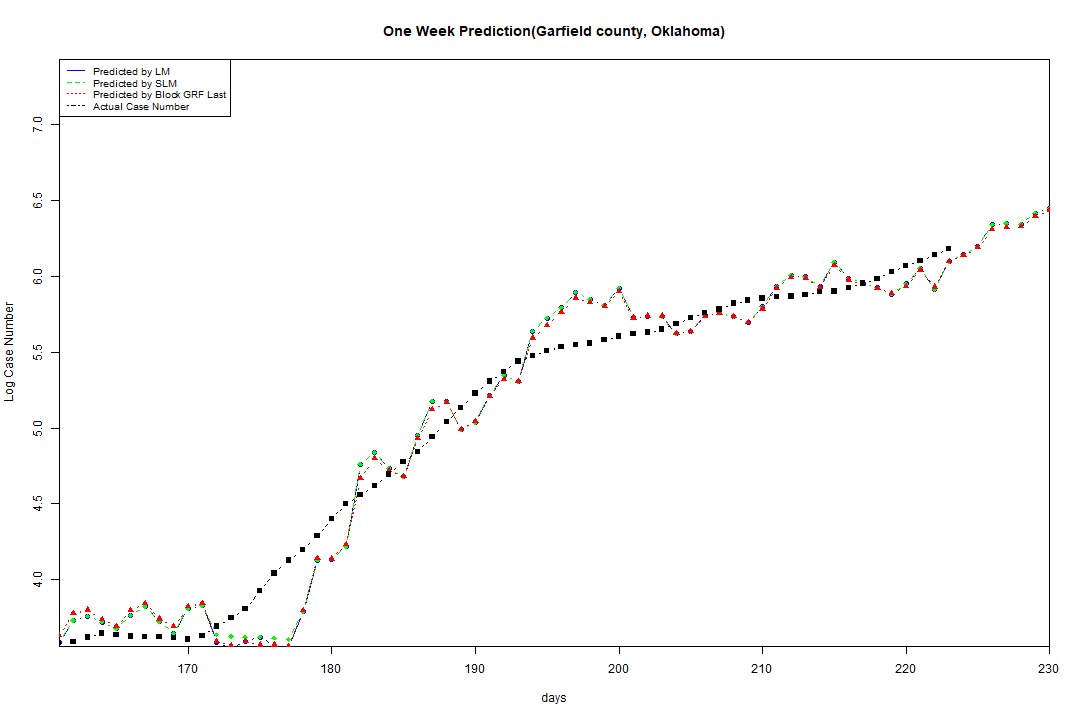 One Week Prediction(Garfield county, Oklahoma)
Predicted by LM
Predicted by SLM
Predicted by Block GRF Last
Actual Case Number
7.0
6.5
6.0
5.5
5.0
4.5
4.0
Log Case Number
170 180 190 200 210 220 230
days